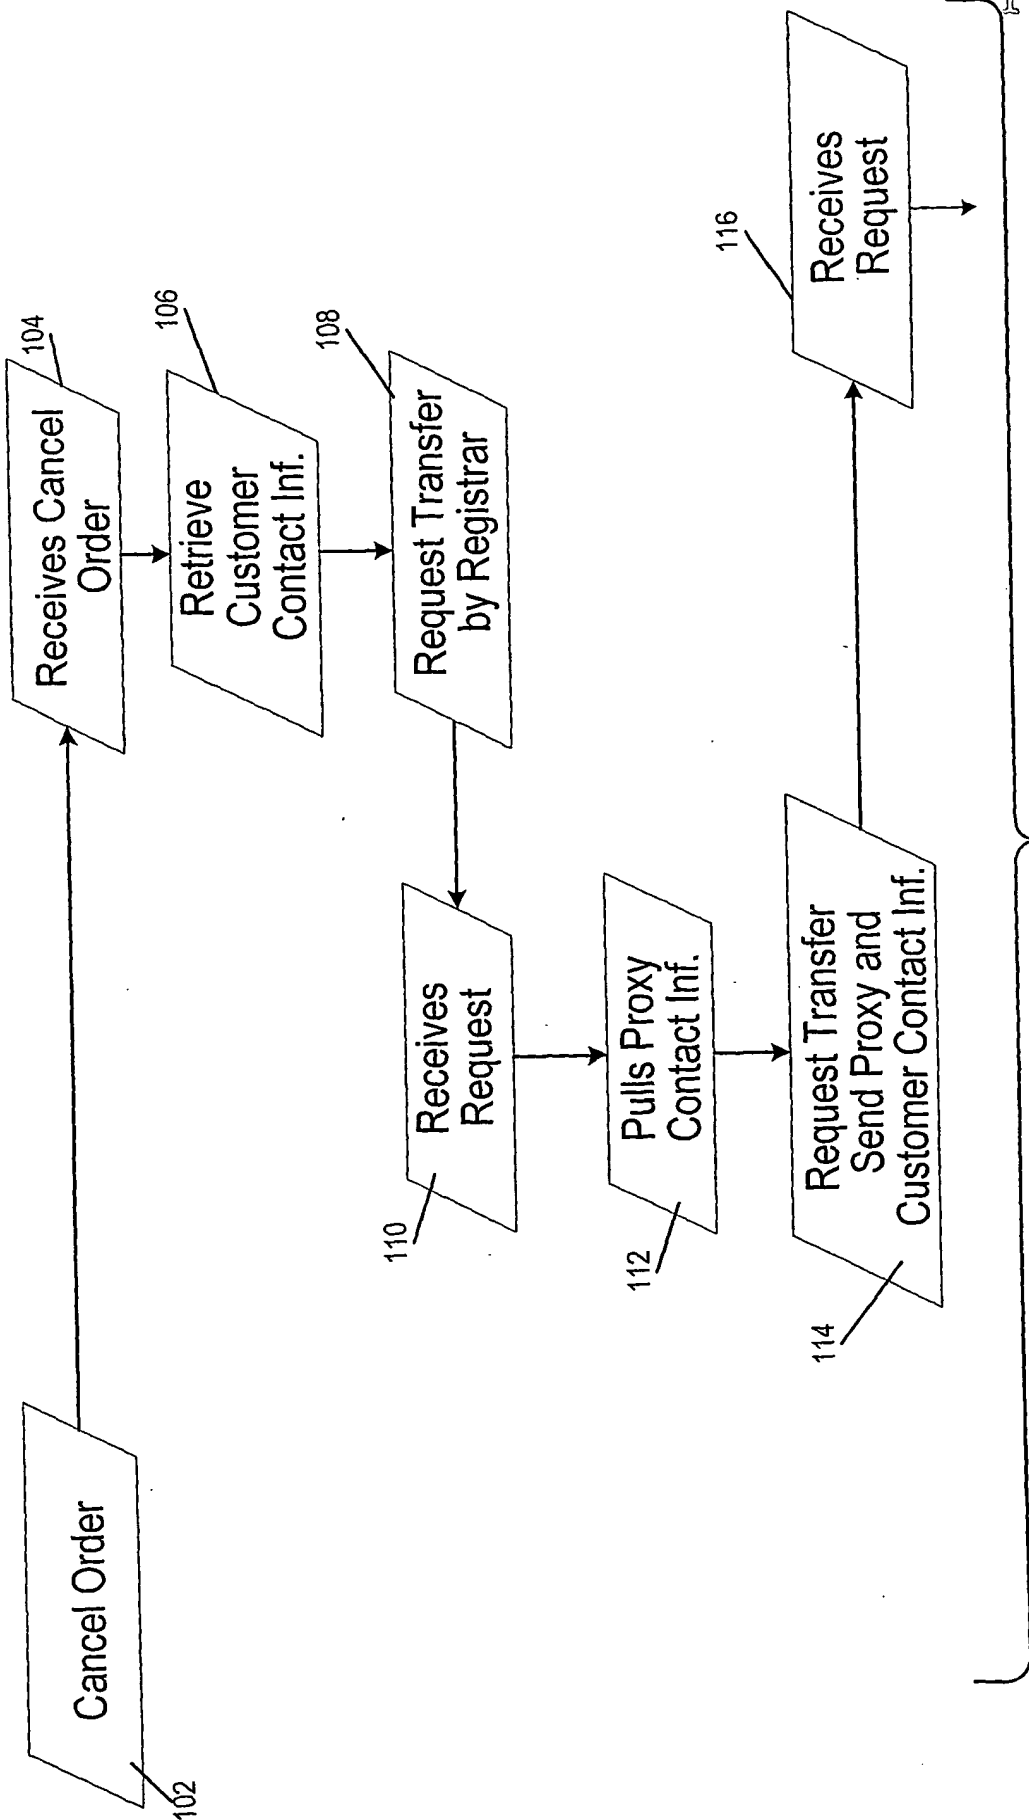 102
Cancel Order
Receives Cancel
Order
104
Retrieve
Customer
Contact Inf.
106
Request Transfer
by Registrar
108
110
Receives
Request
112
Pulls Proxy
Contact Inf.
114
Request Transfer
Send Proxy and
Customer Contact Inf.
116
Receives
Request